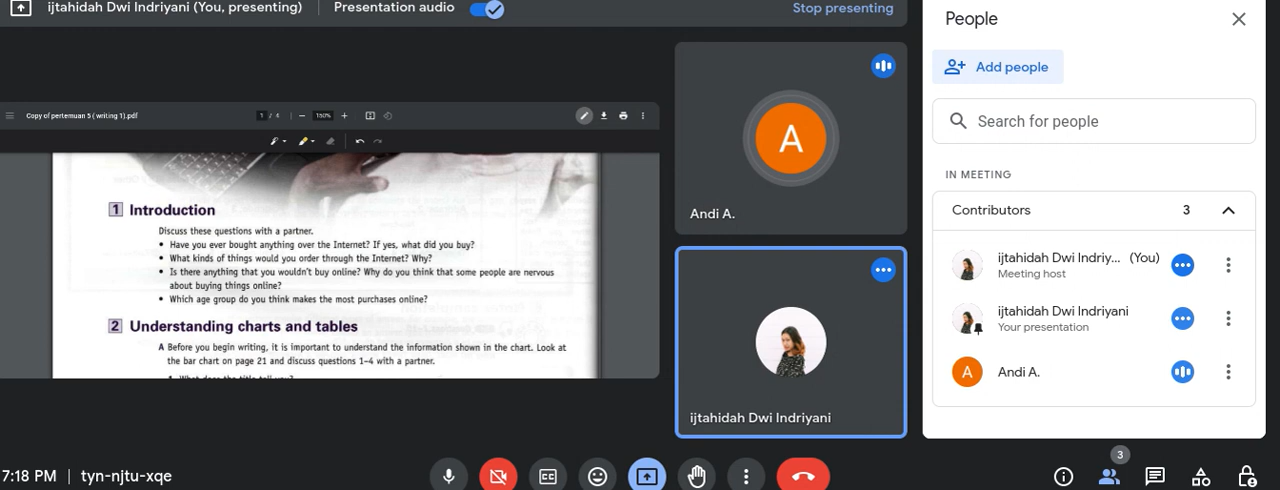 ijtahidah Dwi Indriyani (You, presenting)
Presentation audio
Stop presenting
Copy of pertemuan 5 ( writing 1).pdf
1 / 4
150%
1 Introduction
Discuss these questions with a partner.
• Have you ever bought anything over the Internet? If yes, what did you buy?
• What kinds of things would you order through the Internet? Why?
• Is there anything that you wouldn't buy online? Why do you think that some people are nervous
about buying things online?
• Which age group do you think makes the most purchases online?
2 Understanding charts and tables
A Before you begin writing, it is important to understand the information shown in the chart. Look at
the bar chart on page 21 and discuss questions 1–4 with a partner.
A
Andi A.
ijtahidah Dwi Indriyani
People
Add people
Search for people
IN MEETING
Contributors 3
ijtahidah Dwi Indriy... (You)
Meeting host
ijtahidah Dwi Indriyani
Your presentation
A Andi A.
7:18 PM | tyn-njtu-xqe
CC
3